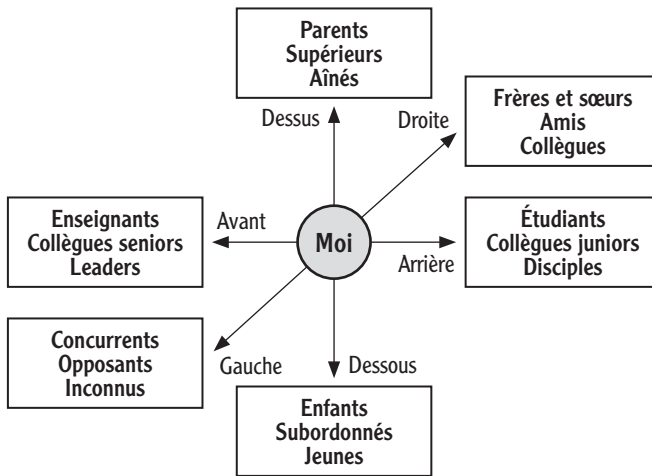 Parents
Supérieurs
Aînés
Dessus
Droite
Frères et sœurs
Amis
Collègues
Enseignants
Collègues seniors
Leaders
Avant
Moi
Arrière
Étudiants
Collègues juniors
Disciples
Concurrents
Opposants
Inconnus
Gauche
Dessous
Enfants
Subordonnés
Jeunes